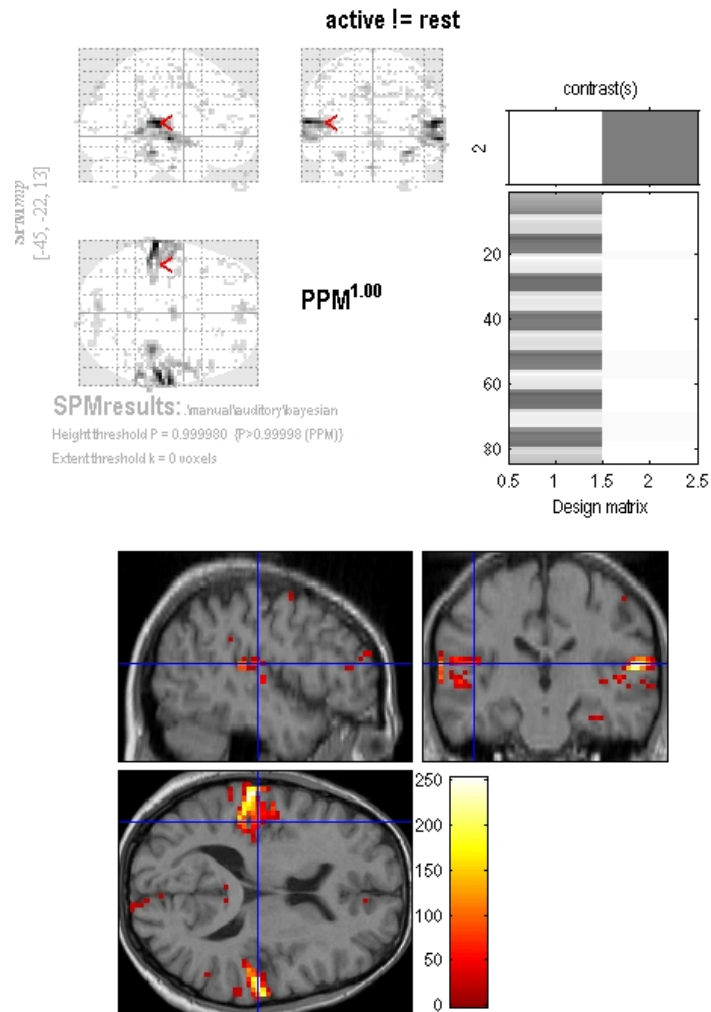 active != rest
contrast(s)
2
SPMmip
[-45, -22, 13]
<
<
<
PPM1.00
20
40
60
80
0.5 1 1.5 2 2.5
Design matrix
SPMresults: .\manual\auditory\bayesian
Height threshold P = 0.999980 {P>0.99998 (PPM)}
Extent threshold k = 0 voxels
250
200
150
100
50
0